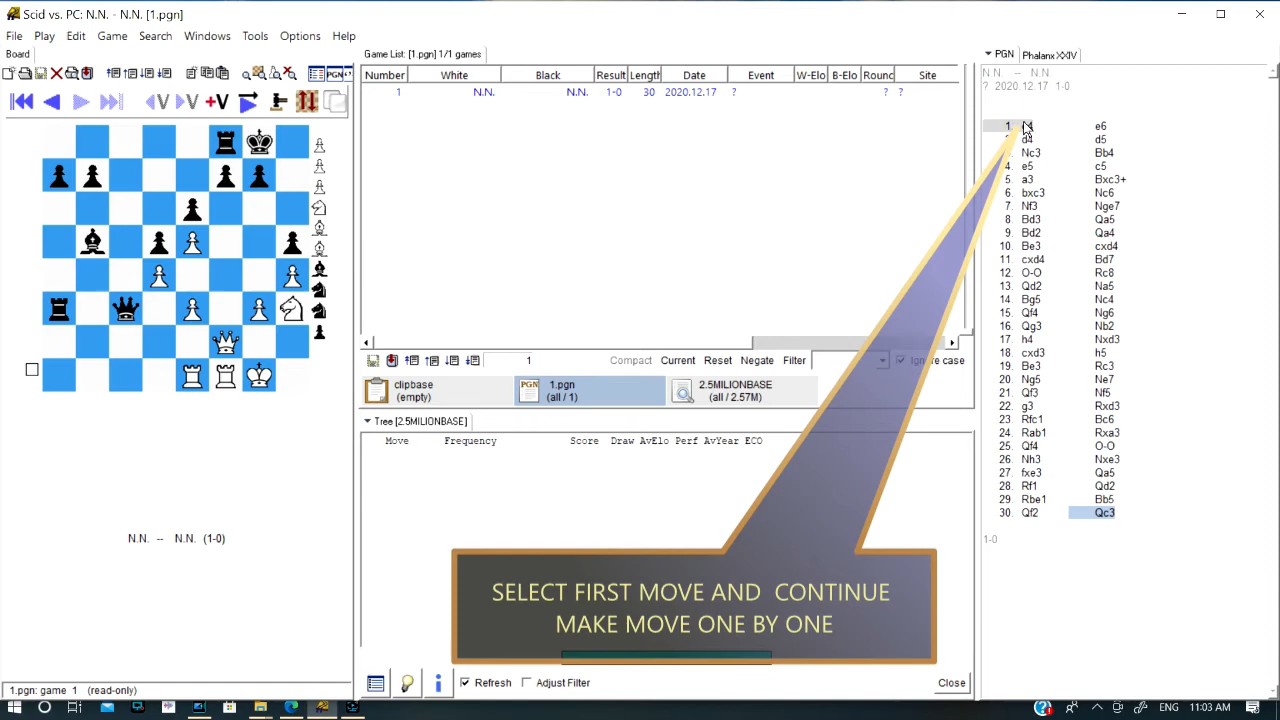 Scid vs. PC: N.N. - N.N. [1.pgn]
File Play Edit Game Search Windows Tools Options Help
Board
Game List: [1.pgn] 1/1 games
PGN Phalanx XXIV
PGN
Number White Black Result Length Date Event W-Elo B-Elo Round Site
1 N.N. N.N. 1-0 30 2020.12.17 ? ? ?
N.N. -- N.N.
? 2020.12.17 1-0
1. e6
d4 d5
Nc3 Bb4
4. e5 c5
5. a3 Bxc3+
6. bxc3 Nc6
7. Nf3 Nge7
8. Bd3 Qa5
9. Bd2 Qa4
10. Be3 cxd4
11. cxd4 Bd7
12. O-O Rc8
13. Qd2 Na5
14. Bg5 Nc4
15. Qf4 Ng6
16. Qg3 Nb2
17. h4 Nxd3
18. cxd3 h5
19. Be3 Rc3
20. Ng5 Ne7
21. Qf3 Nf5
22. g3 Rxd3
23. Rfc1 Bc6
24. Rab1 Rxa3
25. Qf4 O-O
26. Nh3 Nxe3
27. fxe3 Qa5
28. Rf1 Qd2
29. Rbe1 Bb5
30. Qf2 Qc3
1-0
1 Compact Current Reset Negate Filter Ignore case
clipbase
(empty)
1.pgn
(all / 1)
2.5MILIONBASE
(all / 2.57M)
Tree [2.5MILIONBASE]
Move Frequency Score Draw AvElo Perf AvYear ECO
N.N. -- N.N. (1-0)
SELECT FIRST MOVE AND CONTINUE
MAKE MOVE ONE BY ONE
Refresh Adjust Filter Close
1.pgn: game 1 (read-only)
ENG 11:03 AM